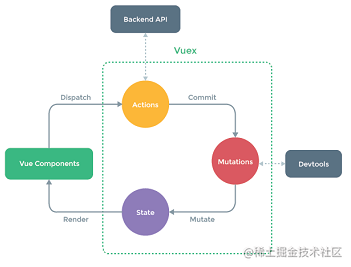 Backend API
Vuex
Dispatch
Actions
Commit
Vue Components
Mutations
Devtools
State
Render
Mutate
@稀土掘金技术社区